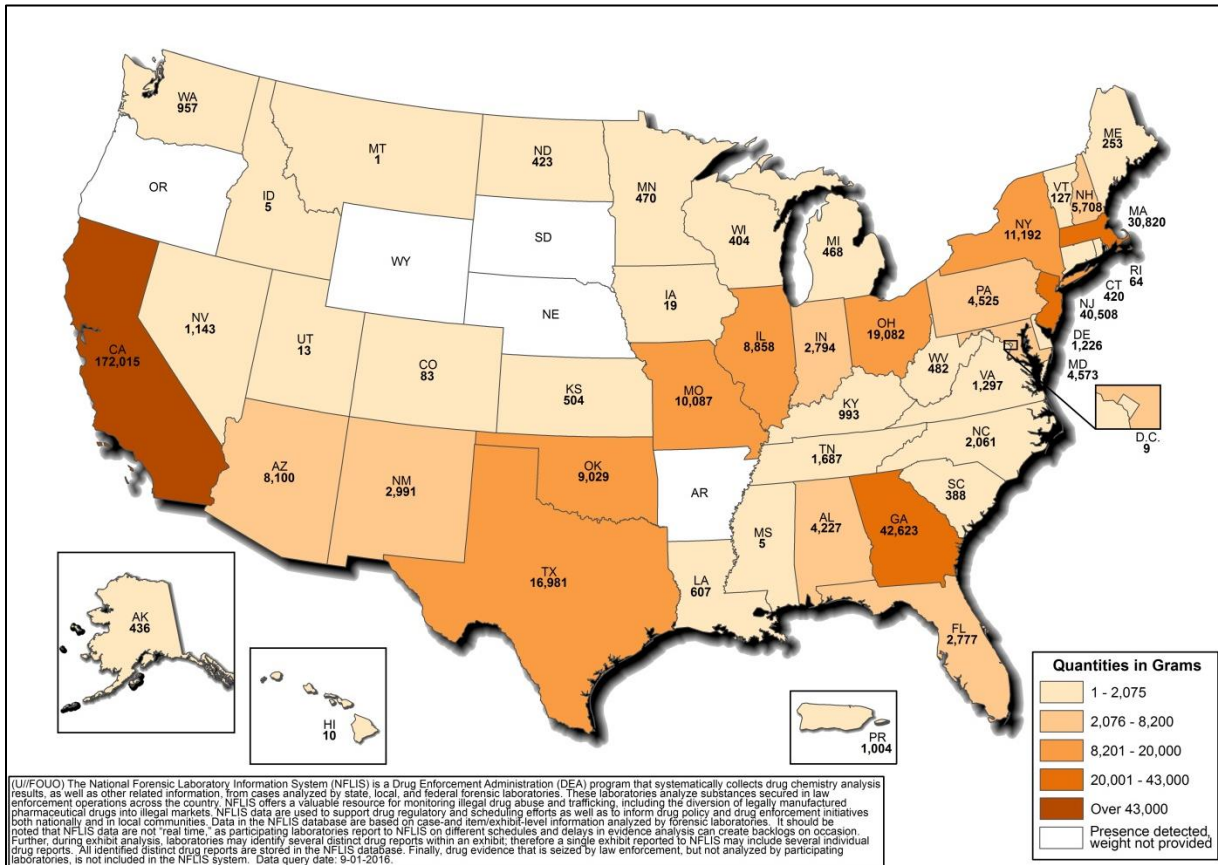 WA
957
MT
1
ND
423
MN
470
ME
253
VT
127
NH
5,708
OR
ID
5
SD
WI
404
MI
468
NY
11,192
MA
30,820
WY
RI
64
CT
420
NJ
40,508
IA
19
NE
PA
4,525
NV
1,143
UT
13
CO
83
CA
172,015
IL
8,858
IN
2,794
OH
19,082
DE
1,226
MD
4,573
WV
482
VA
1,297
KS
504
MO
10,087
KY
993
D.C.
9
NC
2,061
TN
1,687
AZ
8,100
NM
2,991
OK
9,029
AR
SC
388
MS
5
AL
4,227
GA
42,623
TX
16,981
LA
607
FL
2,777
AK
436
HI
10
PR
1,004
Quantities in Grams
1 - 2,075
2,076 - 8,200
8,201 - 20,000
20,001 - 43,000
Over 43,000
Presence detected,
weight not provided
(U//FOUO) The National Forensic Laboratory Information System (NFLIS) is a Drug Enforcement Administration (DEA) program that systematically collects drug chemistry analysis
results, as well as other related information, from cases analyzed by state, local, and federal forensic laboratories. These laboratories analyze substances secured in law
enforcement operations across the country. NFLIS offers a valuable resource for monitoring illegal drug abuse and trafficking, including the diversion of legally manufactured
pharmaceutical drugs into illegal markets. NFLIS data are used to support drug regulatory and scheduling efforts as well as to inform drug policy and drug enforcement initiatives
both nationally and in local communities. Data in the NFLIS database are based on case-and item/exhibit-level information analyzed by forensic laboratories. It should be
noted that NFLIS data are not "real time," as participating laboratories report to NFLIS on different schedules and delays in evidence analysis can create backlogs on occasion.
Further, during exhibit analysis, laboratories may identify several distinct drug reports within an exhibit; therefore a single exhibit reported to NFLIS may include several individual
drug reports. All identified distinct drug reports are stored in the NFLIS database. Finally, drug evidence that is seized by law enforcement, but not analyzed by participating
laboratories, is not included in the NFLIS system. Data query date: 9-01-2016.